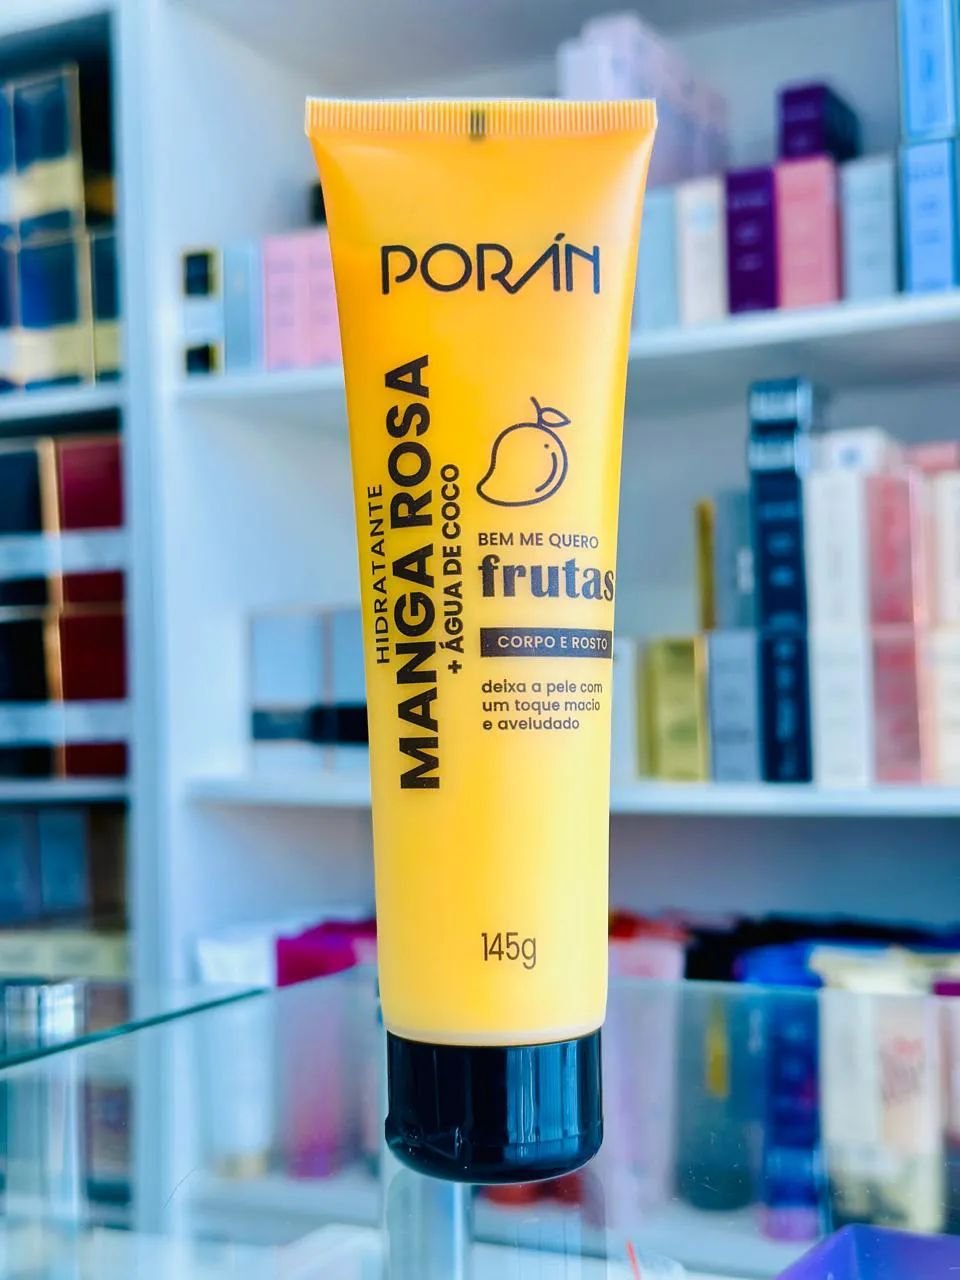 PORÁN
HIDRATANTE
MANGA ROSA
+ ÁGUA DE COCO
BEM ME QUERO
frutas
CORPO E ROSTO
deixa a pele com
um toque macio
e aveludado
145g